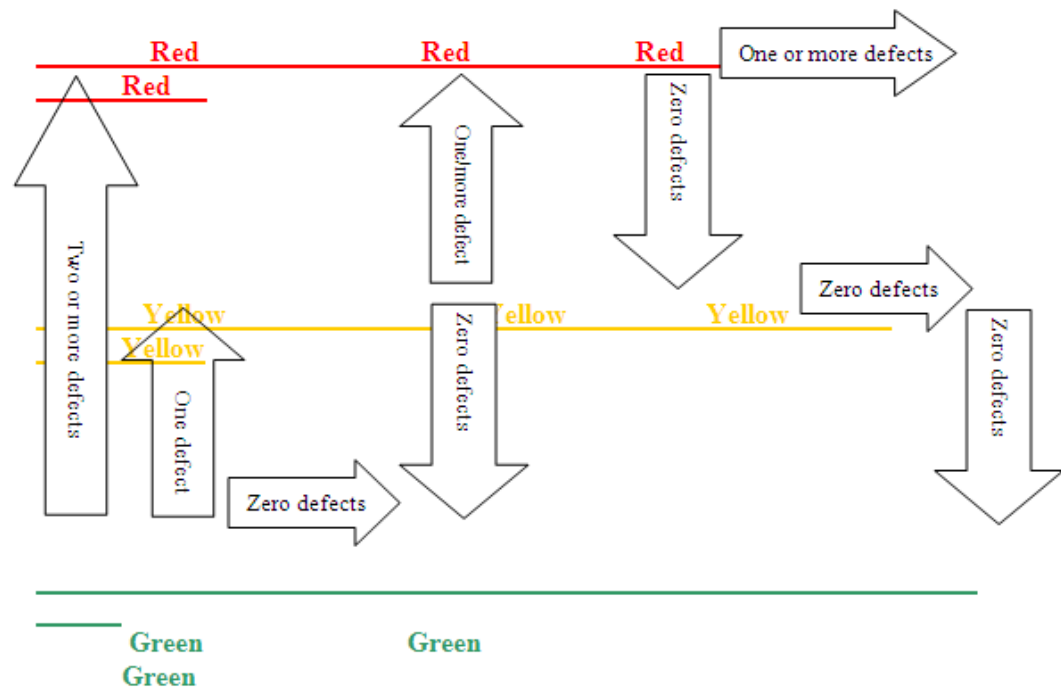 Red
Red
Red
One or more defects
Red
Zero defects
One/more defect
Two or more defects
Zero defects
Yellow
Yellow
Yellow
Yellow
Zero defects
Zero defects
One defect
Zero defects
Green
Green
Green